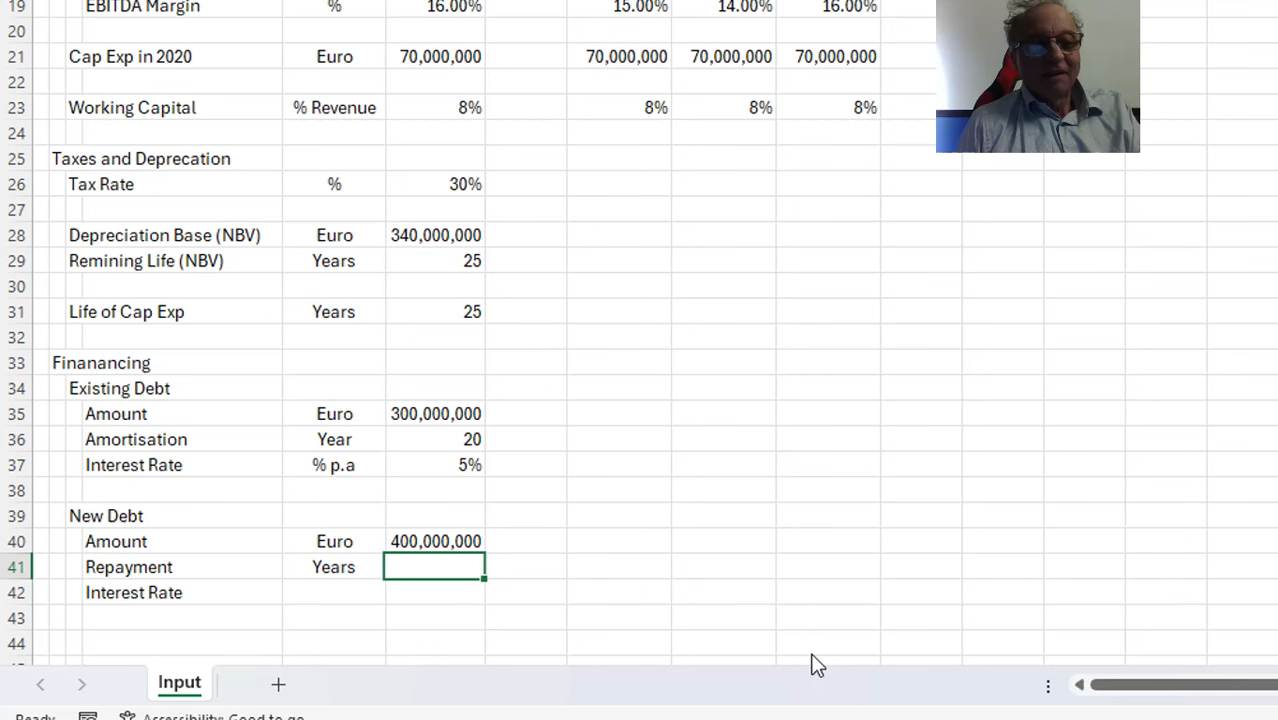 19 EBITDA Margin % 16.00% 15.00% 14.00% 16.00%
20
21 Cap Exp in 2020 Euro 70,000,000 70,000,000 70,000,000 70,000,000
22
23 Working Capital % Revenue 8% 8% 8% 8%
24
25 Taxes and Deprecation
26 Tax Rate % 30%
27
28 Depreciation Base (NBV) Euro 340,000,000
29 Remining Life (NBV) Years 25
30
31 Life of Cap Exp Years 25
32
33 Finanancing
34 Existing Debt
35 Amount Euro 300,000,000
36 Amortisation Year 20
37 Interest Rate % p.a 5%
38
39 New Debt
40 Amount Euro 400,000,000
41 Repayment Years
42 Interest Rate
43
44
Input
Ready Accessibility: Good to go